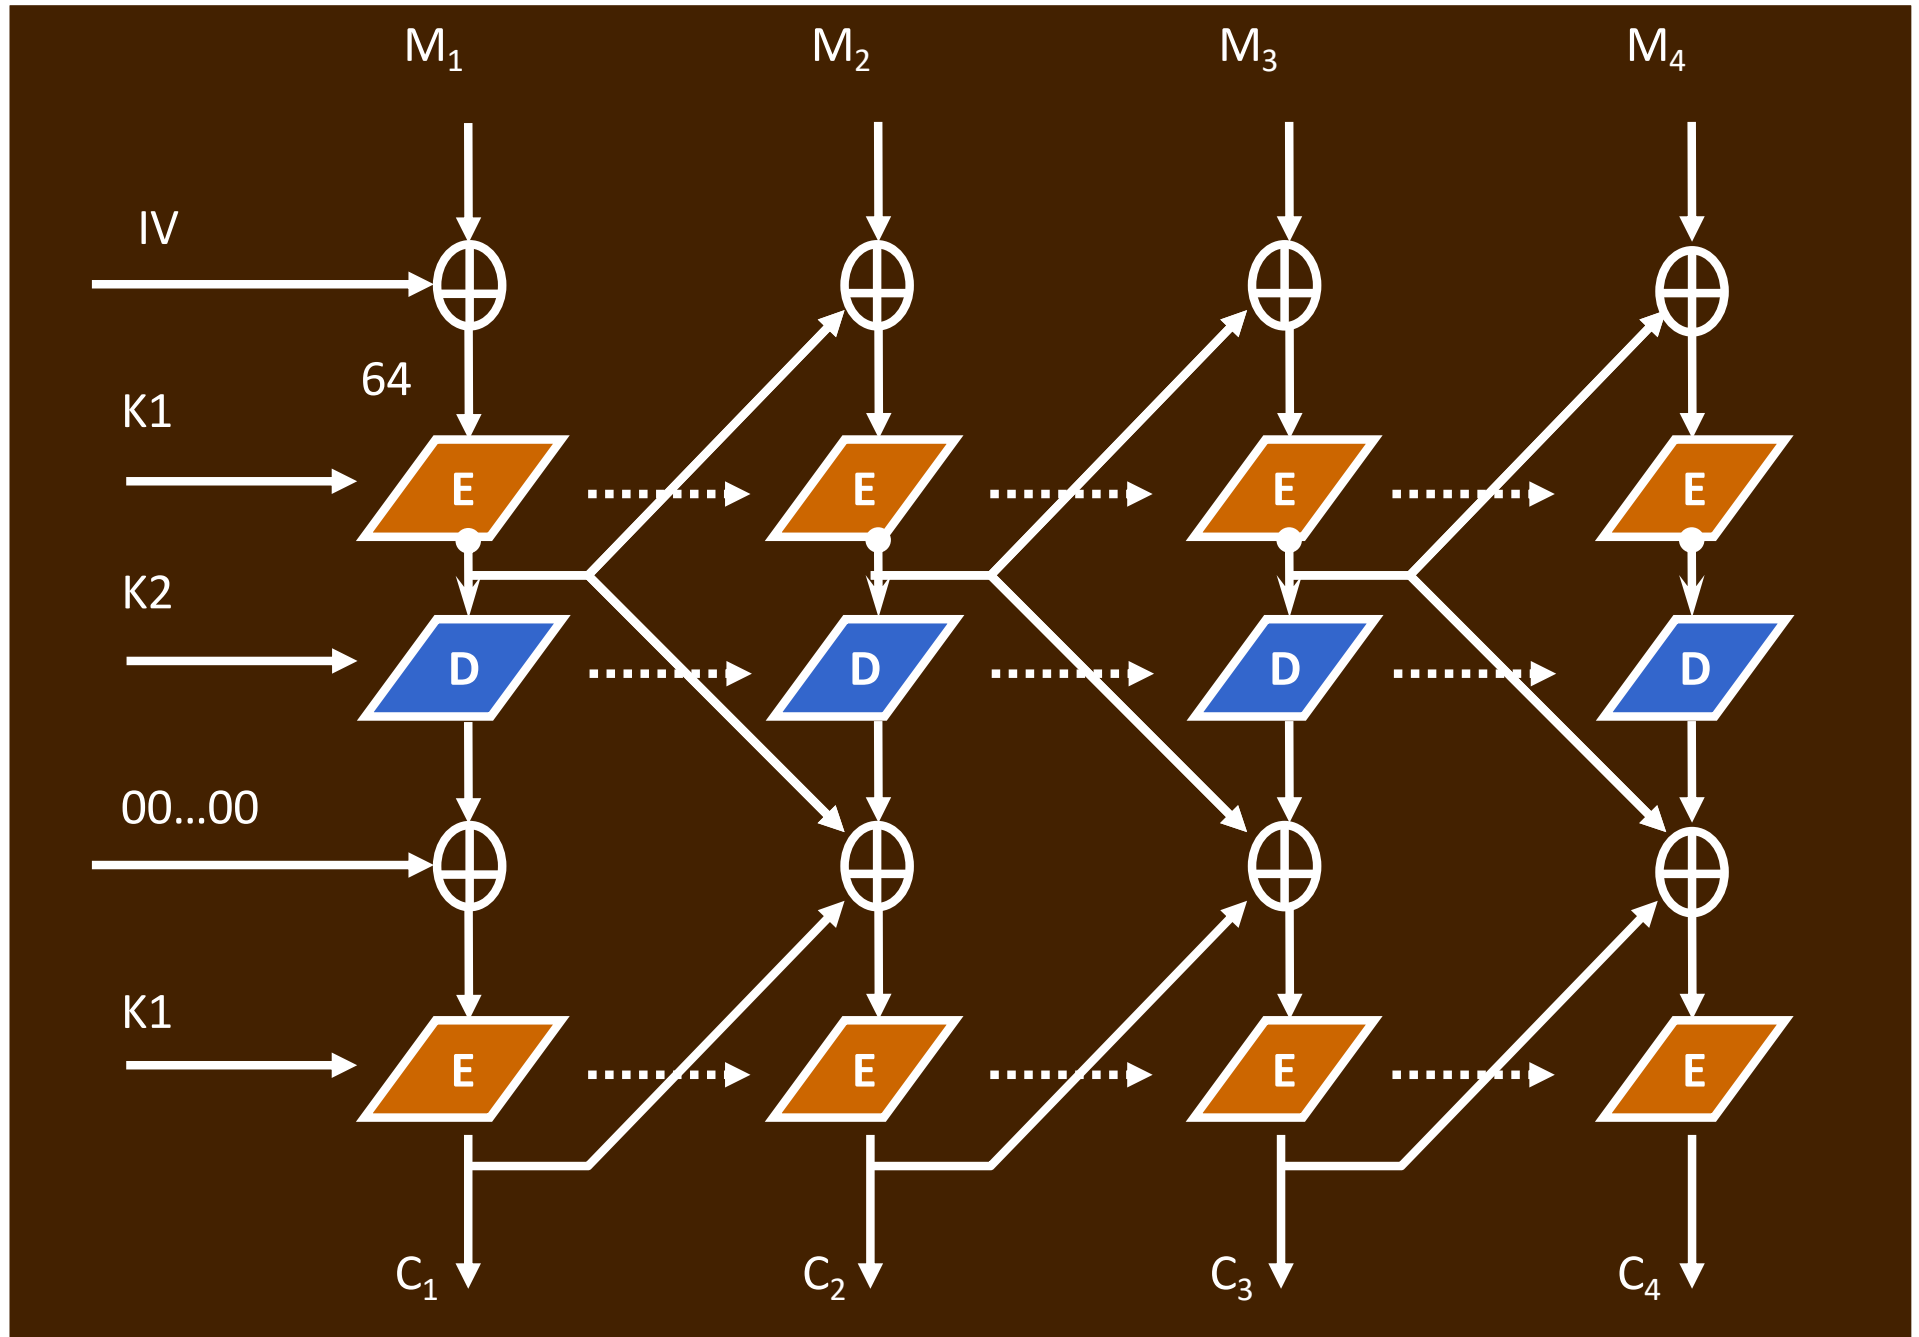 M₁ M₂ M₃ M₄
IV
64
K1
E E E E
K2
D D D D
00...00
K1
E E E E
C₁ C₂ C₃ C₄